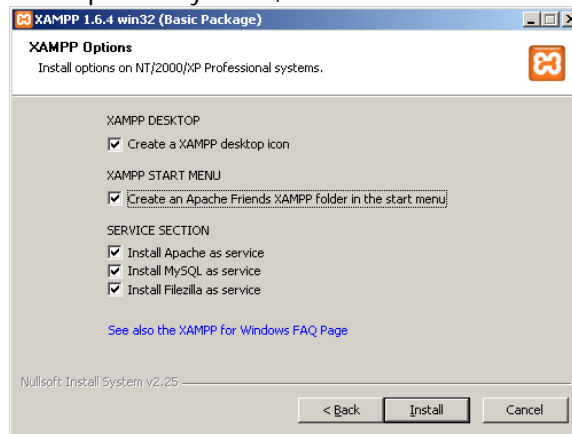 XAMPP 1.6.4 win32 (Basic Package)
XAMPP Options
Install options on NT/2000/XP Professional systems.
XAMPP DESKTOP
Create a XAMPP desktop icon
XAMPP START MENU
Create an Apache Friends XAMPP folder in the start menu
SERVICE SECTION
Install Apache as service
Install MySQL as service
Install Filezilla as service
See also the XAMPP for Windows FAQ Page
Nullsoft Install System v2.25
< Back
Install
Cancel